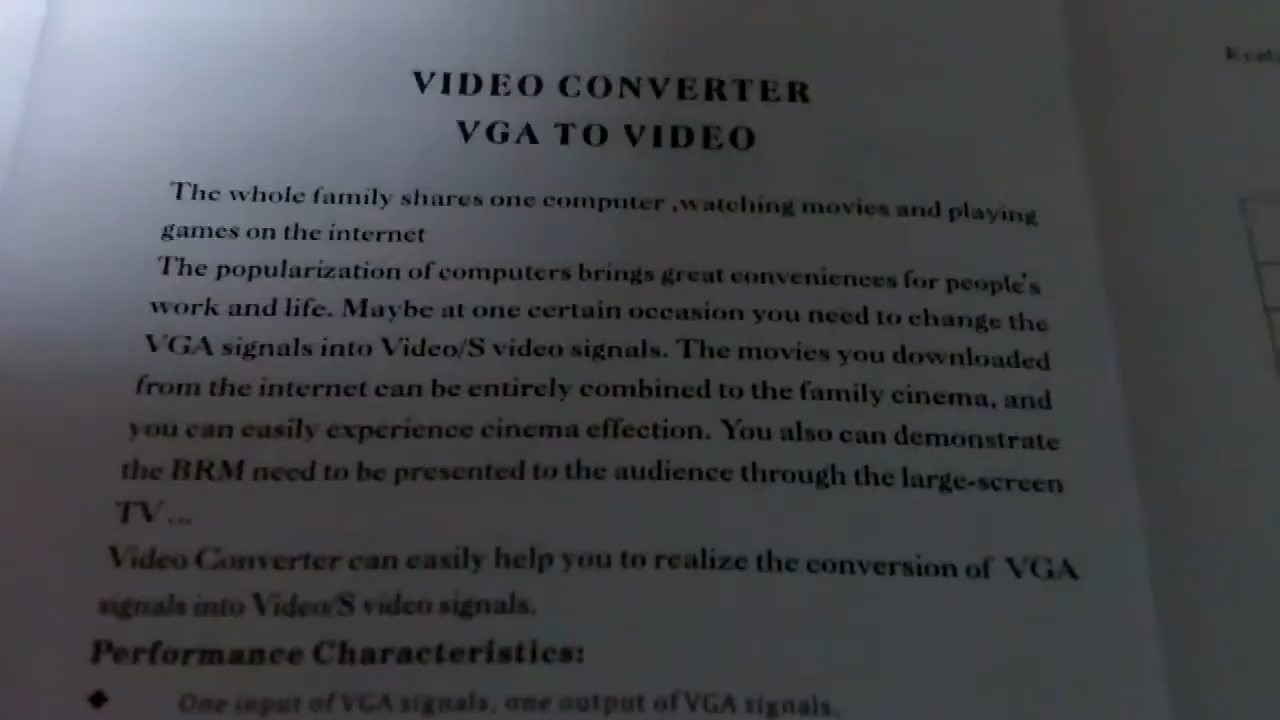 VIDEO CONVERTER
VGA TO VIDEO
The whole family shares one computer ,watching movies and playing
games on the internet
The popularization of computers brings great conveniences for people's
work and life. Maybe at one certain occasion you need to change the
VGA signals into Video/S video signals. The movies you downloaded
from the internet can be entirely combined to the family cinema, and
you can easily experience cinema effection. You also can demonstrate
the BRM need to be presented to the audience through the large-screen
TV...
Video Converter can easily help you to realize the conversion of VGA
signals into Video/S video signals.
Performance Characteristics:
◆ One input of VGA signals, one output of VGA signals.